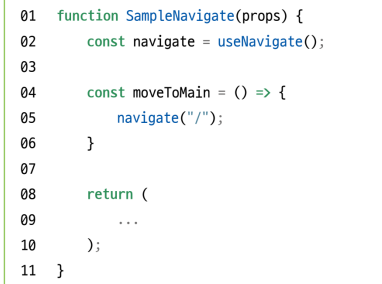 01 function SampleNavigate(props) {
02     const navigate = useNavigate();
03
04     const moveToMain = () => {
05         navigate("/");
06     }
07
08     return (
09         ...
10     );
11 }